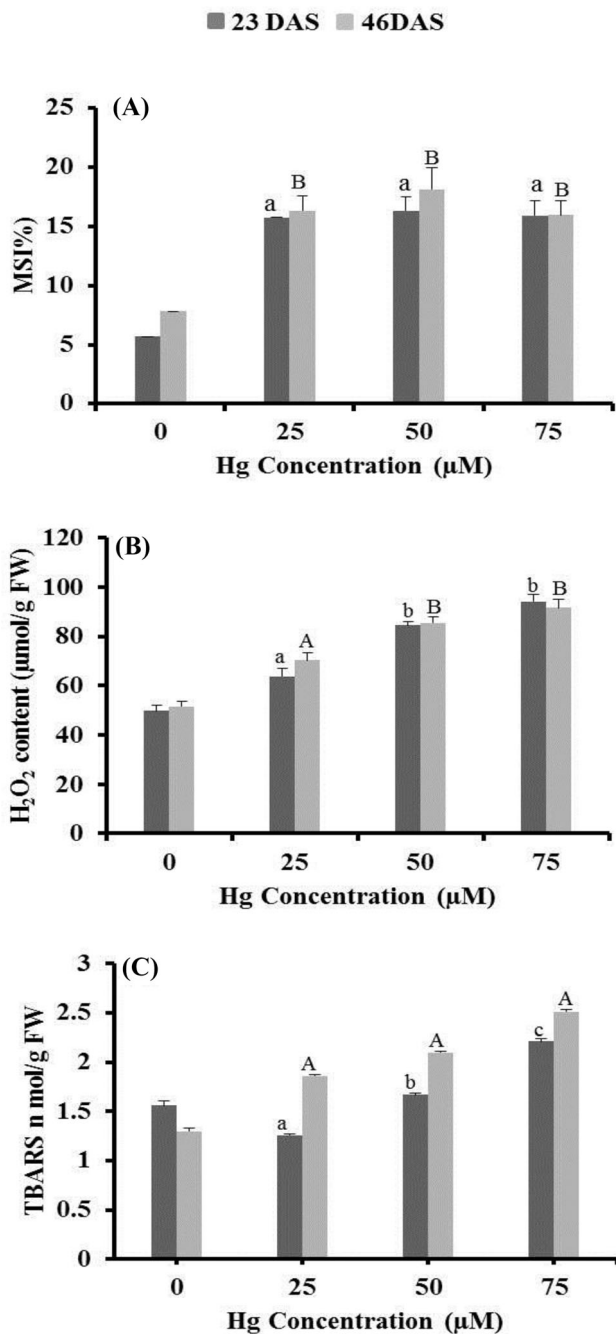 23 DAS 46DAS
(A)
MSI%
25
20
15
10
5
0
a B a B a B
0 25 50 75
Hg Concentration (μM)
(B)
H₂O₂ content (μmol/g FW)
120
100
80
60
40
20
0
a A b B b B
0 25 50 75
Hg Concentration (μM)
(C)
TBARS n mol/g FW
3
2.5
2
1.5
1
0.5
0
a A b A c A
0 25 50 75
Hg Concentration (μM)